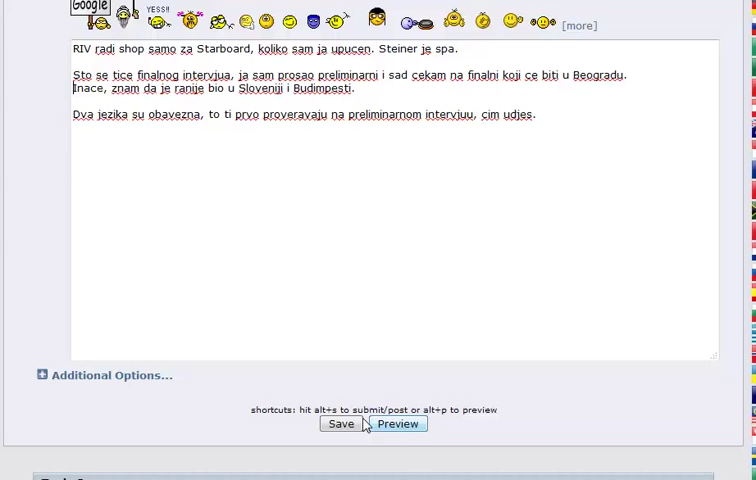 Google
YESS!!
[more]
RIV radi shop samo za Starboard, koliko sam ja upucen. Steiner je spa.
Sto se tice finalnog intervjua, ja sam prosao preliminarni i sad cekam na finalni koji ce biti u Beogradu.
Inace, znam da je ranije bio u Sloveniji i Budimpesti.
Dva jezika su obavezna, to ti prvo proveravaju na preliminarnom intervjuu, cim udjes.
Additional Options...
shortcuts: hit alt+s to submit/post or alt+p to preview
Save
Preview